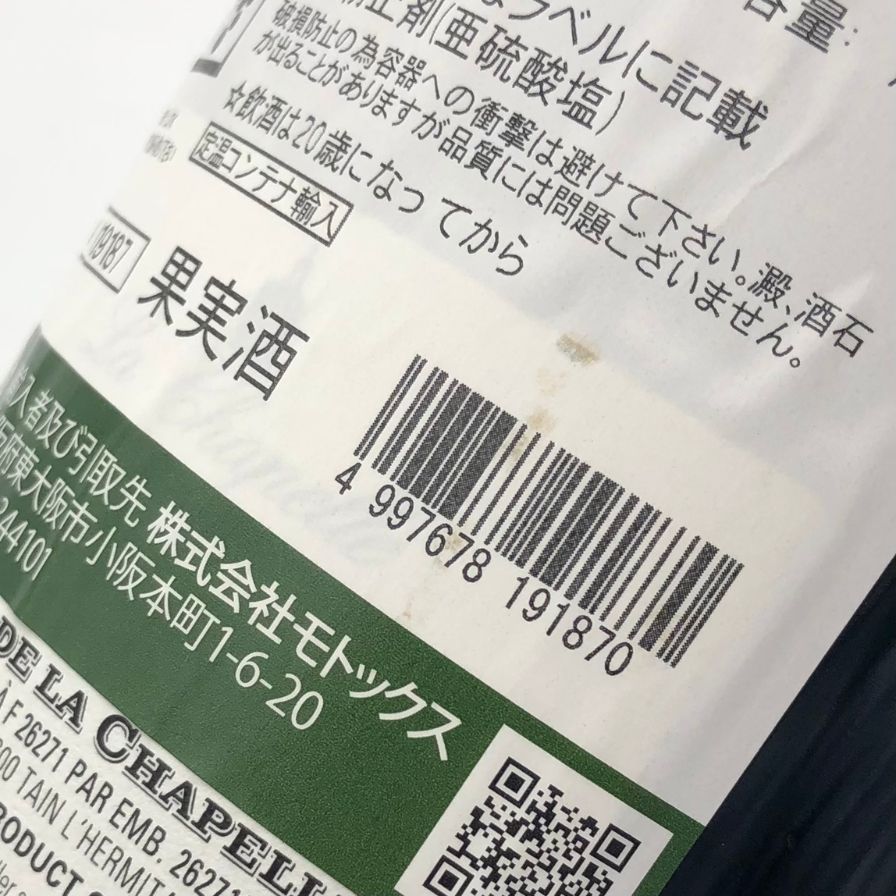 容量:
ラベルに記載
防止剤(亜硫酸塩)
破損防止の為容器への衝撃は避けて下さい。澱、酒石
が出ることがありますが品質には問題ございません。
☆飲酒は20歳になってから
定温コンテナ輸入
19187
果実酒
4 997678 191870
入者及び引取先 株式会社モトックス
府東大阪市小阪本町1-6-20
244101
DE LA CHAPELL
À F 26271 PAR EMB. 26271
00 TAIN L'HERMIT
PRODUCT